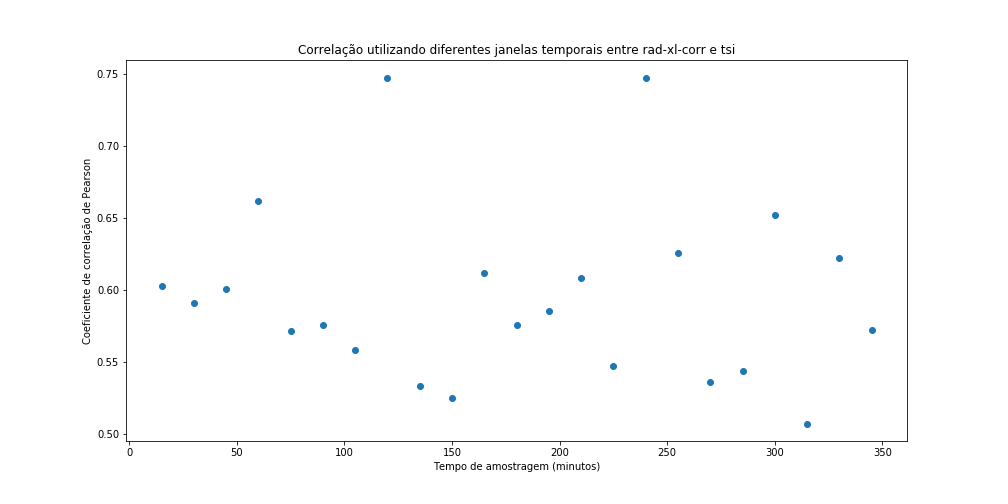 Correlação utilizando diferentes janelas temporais entre rad-xl-corr e tsi
Coeficiente de correlação de Pearson
0.75
0.70
0.65
0.60
0.55
0.50
0 50 100 150 200 250 300 350
Tempo de amostragem (minutos)